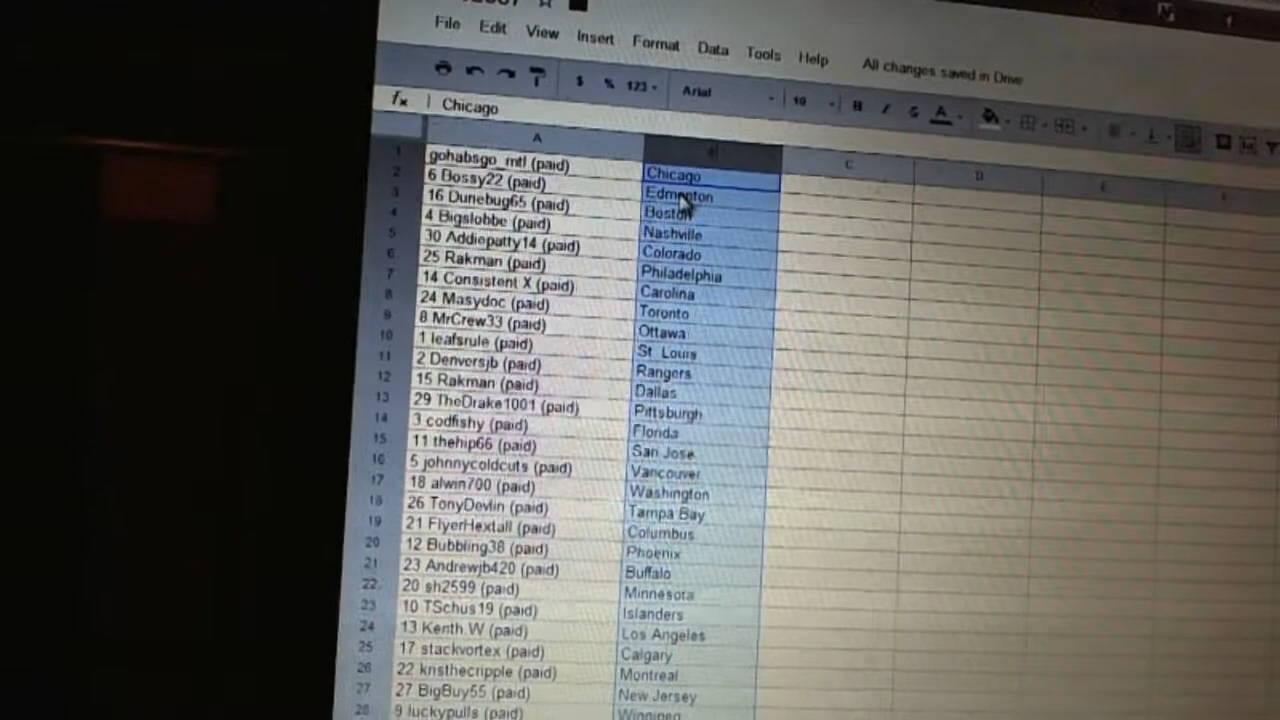 File Edit View Insert Format Data Tools Help All changes saved in Drive
$ % 123 Arial 10 B I S A
fx Chicago
A B C D E
1 gohabsgo_mtl (paid) Chicago
2 6 Bossy22 (paid) Edmonton
3 16 Dunebug65 (paid) Boston
4 4 Bigslobbe (paid) Nashville
5 30 Addieputty14 (paid) Colorado
6 25 Rakman (paid) Philadelphia
7 14 Consistent X (paid) Carolina
8 24 Masydoc (paid) Toronto
9 8 MrCrew33 (paid) Ottawa
10 1 leafsrule (paid) St Louis
11 2 Denversjb (paid) Rangers
12 15 Rakman (paid) Dallas
13 29 TheDrake1001 (paid) Pittsburgh
14 3 codfishy (paid) Florida
15 11 thehip66 (paid) San Jose
16 5 johnnycoldcuts (paid) Vancouver
17 18 alwin700 (paid) Washington
18 26 TonyDevlin (paid) Tampa Bay
19 21 FlyerHextall (paid) Columbus
20 12 Bubbling38 (paid) Phoenix
21 23 Andrewjb420 (paid) Buffalo
22 20 sh2599 (paid) Minnesota
23 10 TSchus19 (paid) Islanders
24 13 Kenth.W (paid) Los Angeles
25 17 stackvortex (paid) Calgary
26 22 kristhecripple (paid) Montreal
27 27 BigBuy55 (paid) New Jersey
28 9 luckypulls (paid) Winnipeg